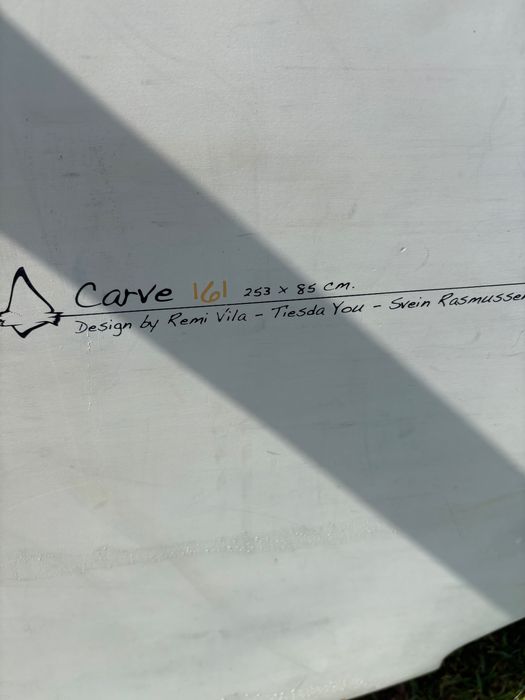 Carve 161 253 x 85 cm.
Design by Remi Vila - Tiesda You - Svein Rasmussen